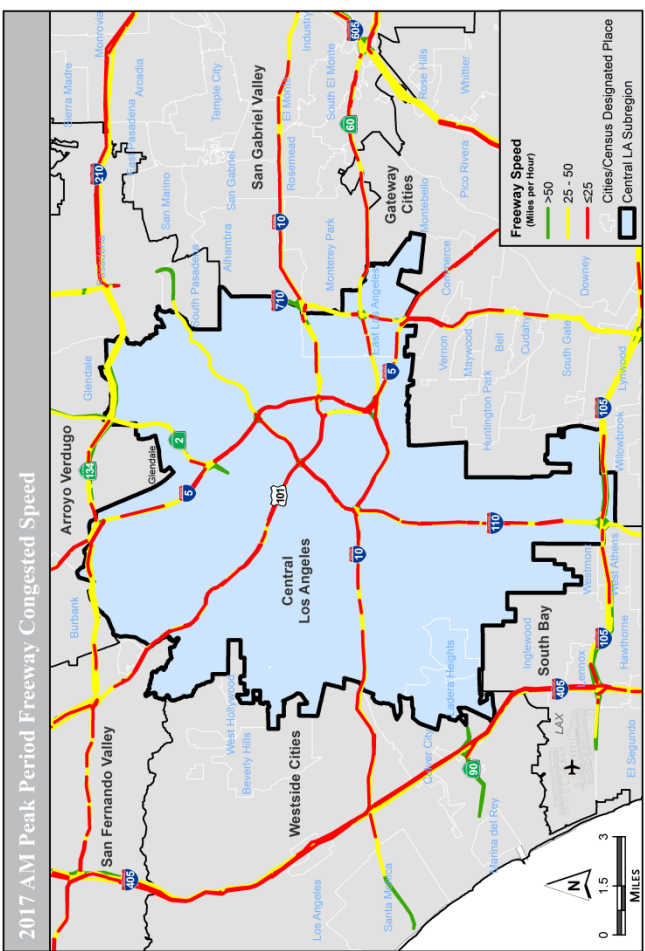 2017 AM Peak Period Freeway Congested Speed
San Fernando Valley
Burbank
Arroyo Verdugo
Glendale
Glendale
Pasadena
East Pasadena
Sierra Madre
Monrovia
Arcadia
San Marino
Temple City
South Pasadena
Alhambra
San Gabriel
San Gabriel Valley
Rosemead
El Monte
Industry
South El Monte
Monterey Park
East Los Angeles
Gateway
Cities
Montebello
Rose Hills
Whittier
Pico Rivera
Commerce
Vernon
Maywood
Bell
Cudahy
Huntington Park
South Gate
Downey
Lynwood
Willowbrook
Central
Los Angeles
West Hollywood
Beverly Hills
Westside Cities
Los Angeles
Santa Monica
Culver City
Ladera Heights
Marina del Rey
Inglewood
South Bay
Lennox
Westmont
West Athens
Hawthorne
El Segundo
LAX
405
134
5
2
210
101
10
710
10
60
605
5
110
90
405
105
105
Freeway Speed
(Miles per Hour)
>50
25 - 50
≤25
Cities/Census Designated Place
Central LA Subregion
N
0 1.5 3
MILES